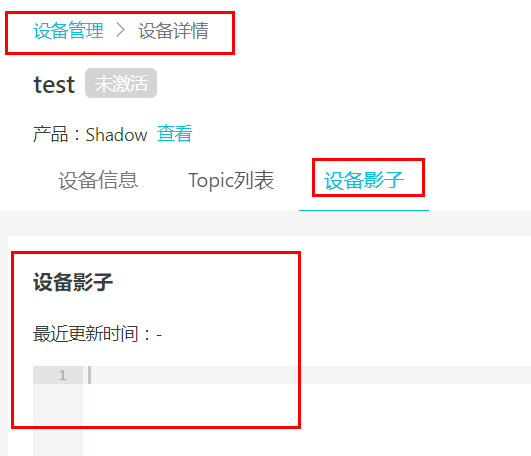 设备管理 > 设备详情
test 未激活
产品：Shadow 查看
设备信息 Topic列表 设备影子
设备影子
最近更新时间：-
1